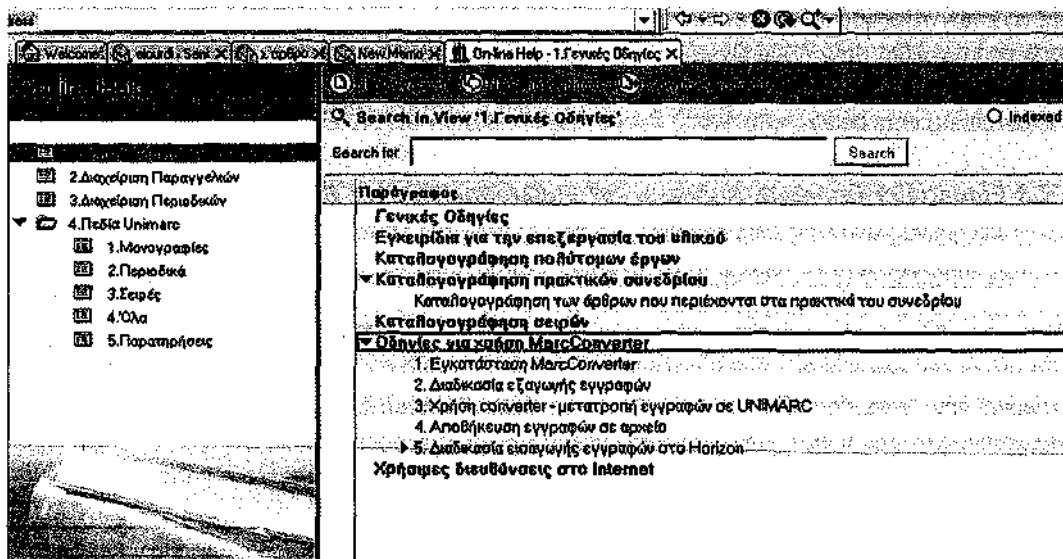 Welcome
New Memo
On-line Help - 1.Γενικές Οδηγίες
Search in View '1.Γενικές Οδηγίες'
Indexed
Search for
Search
2.Διαχείριση Παραγγελιών
3.Διαχείριση Περιοδικών
4.Πεδία Unimarc
1.Μονογραφίες
2.Περιοδικά
3.Σειρές
4.Όλα
5.Παρατηρήσεις
Παράγραφος
Γενικές Οδηγίες
Εγχειρίδια για την επεξεργασία του υλικού
Καταλογογράφηση πολύτομων έργων
Καταλογογράφηση πρακτικών συνεδρίου
Καταλογογράφηση των άρθρων που περιέχονται στα πρακτικά του συνεδρίου
Καταλογογράφηση σειρών
Οδηγίες για χρήση MarcConverter
1. Εγκατάσταση MarcConverter
2. Διαδικασία εξαγωγής εγγραφών
3. Χρήση converter - μετατροπή εγγραφών σε UNIMARC
4. Αποθήκευση εγγραφών σε αρχείο
5. Διαδικασία εισαγωγής εγγραφών στο Horizon
Χρήσιμες διευθύνσεις στο Internet